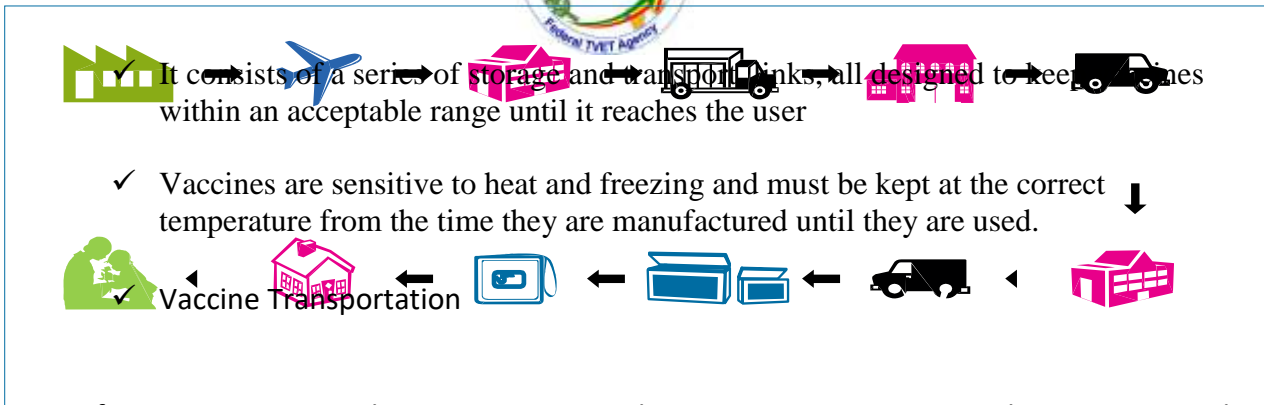 Federal TVET Agency
✓ It consists of a series of storage and transport links, all designed to keep vaccines
within an acceptable range until it reaches the user
✓ Vaccines are sensitive to heat and freezing and must be kept at the correct
temperature from the time they are manufactured until they are used.
✓ Vaccine Transportation